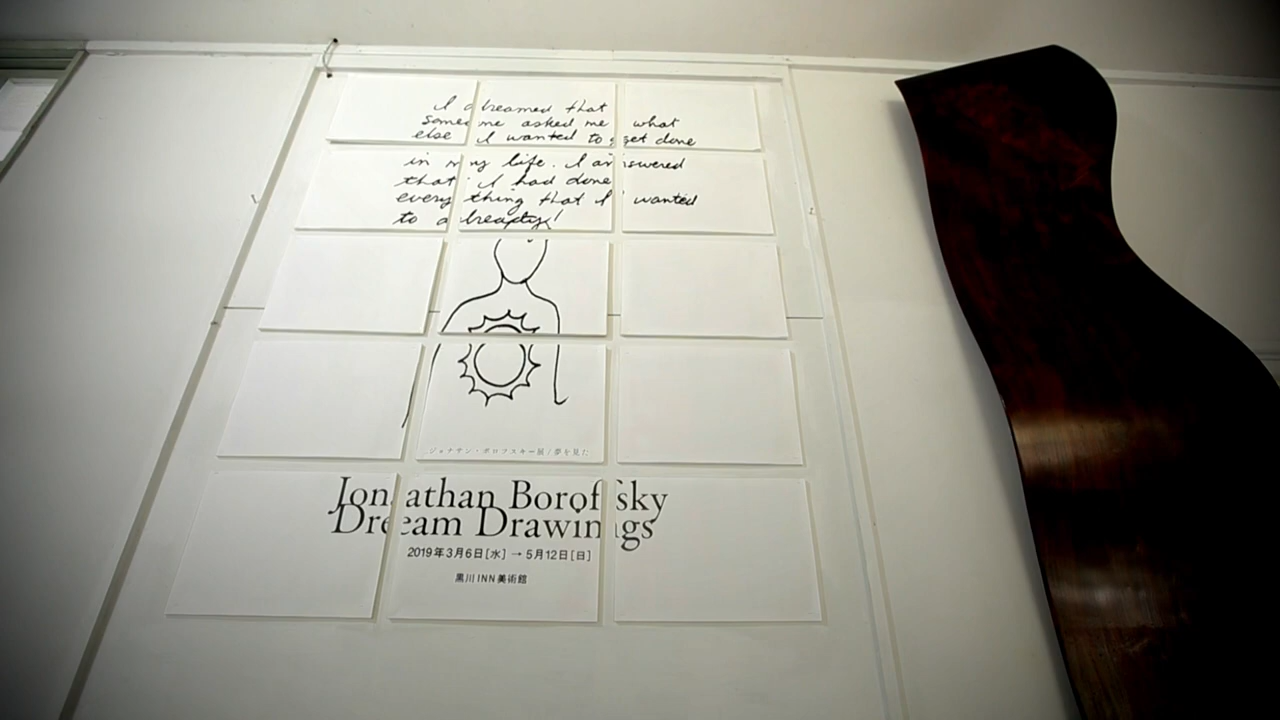 I dreamed that
someone asked me what
else I wanted to get done
in my life. I answered
that I had done
everything that I wanted
to already!
ジョナサン・ボロフスキー展/夢を見た
Jonathan Borofsky
Dream Drawings
2019年3月6日[水] → 5月12日[日]
黒川INN美術館